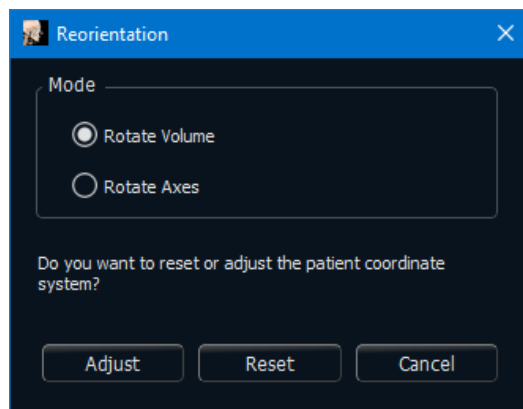 Reorientation
Mode
Rotate Volume
Rotate Axes
Do you want to reset or adjust the patient coordinate
system?
Adjust Reset Cancel